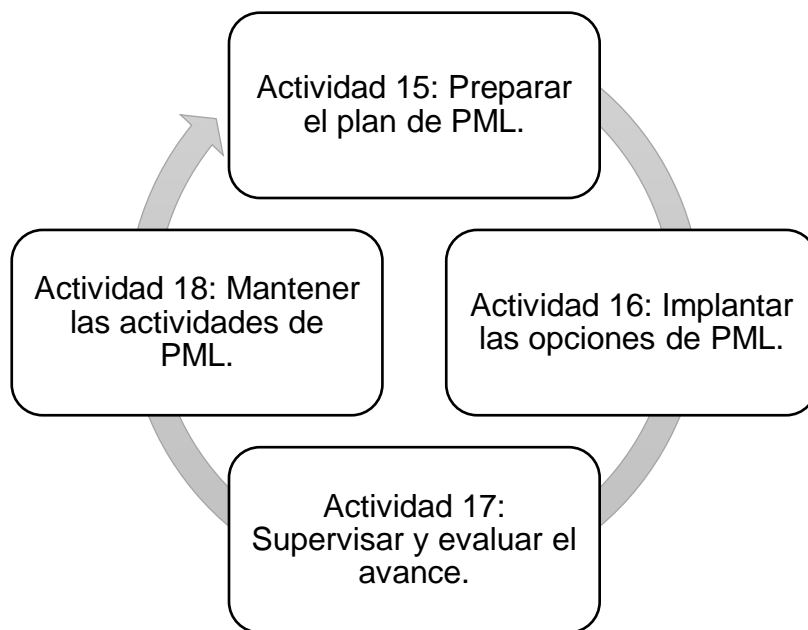 Actividad 15: Preparar
el plan de PML.
Actividad 18: Mantener
las actividades de
PML.
Actividad 16: Implantar
las opciones de PML.
Actividad 17:
Supervisar y evaluar el
avance.